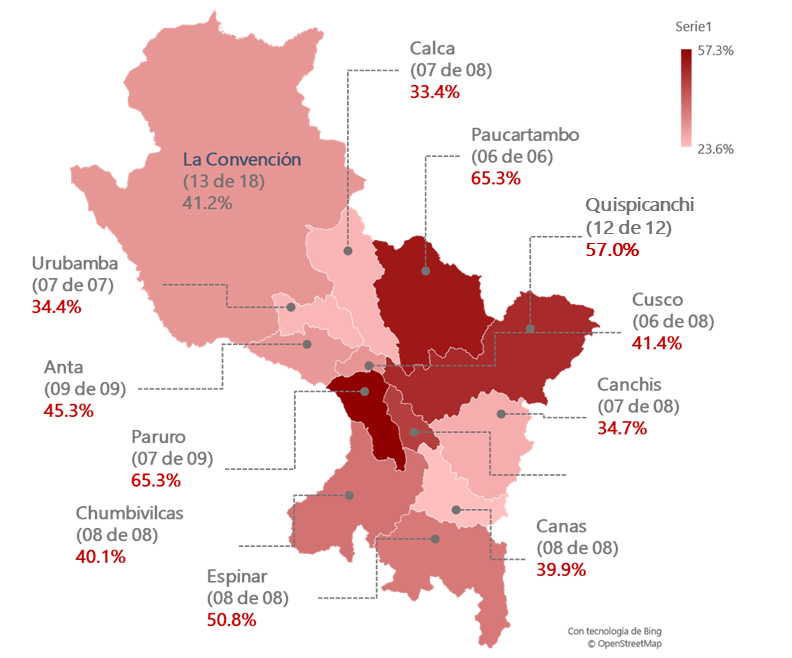 Serie1
57.3%
23.6%
Calca
(07 de 08)
33.4%
Paucartambo
(06 de 06)
65.3%
La Convención
(13 de 18)
41.2%
Quispicanchi
(12 de 12)
57.0%
Urubamba
(07 de 07)
34.4%
Cusco
(06 de 08)
41.4%
Anta
(09 de 09)
45.3%
Canchis
(07 de 08)
34.7%
Paruro
(07 de 09)
65.3%
Chumbivilcas
(08 de 08)
40.1%
Canas
(08 de 08)
39.9%
Espinar
(08 de 08)
50.8%
Con tecnología de Bing
© OpenStreetMap